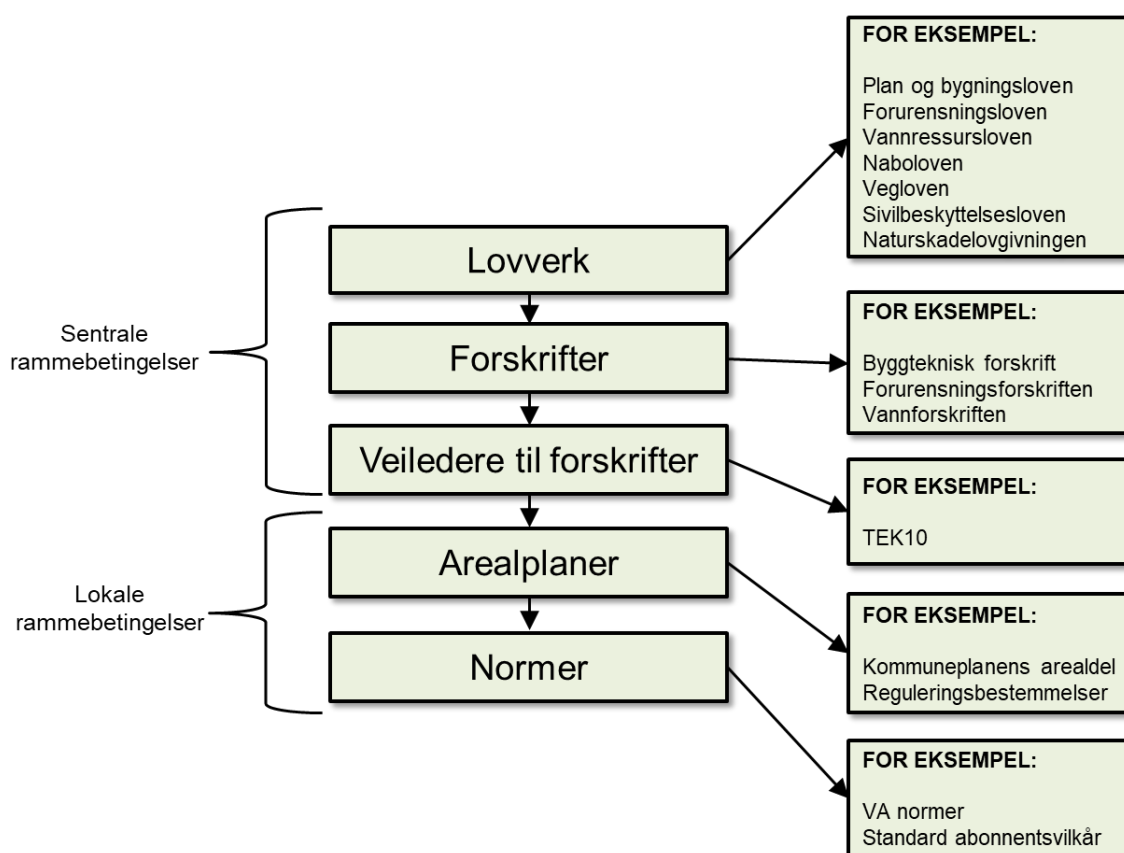 Sentrale
rammebetingelser
Lokale
rammebetingelser
Lovverk
Forskrifter
Veiledere til forskrifter
Arealplaner
Normer
FOR EKSEMPEL:
Plan og bygningsloven
Forurensningsloven
Vannressursloven
Naboloven
Vegloven
Sivilbeskyttelsesloven
Naturskadelovgivningen
FOR EKSEMPEL:
Byggteknisk forskrift
Forurensningsforskriften
Vannforskriften
FOR EKSEMPEL:
TEK10
FOR EKSEMPEL:
Kommuneplanens arealdel
Reguleringsbestemmelser
FOR EKSEMPEL:
VA normer
Standard abonnentsvilkår